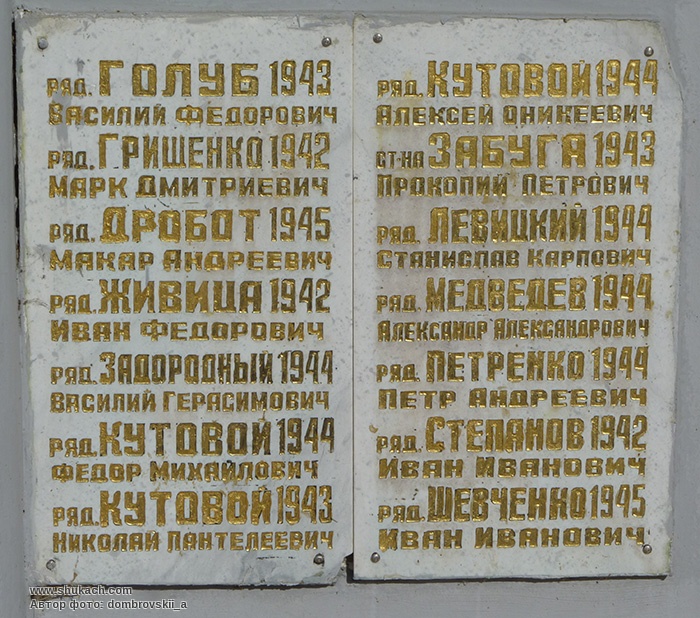 РЯД. ГОЛУБ 1943
ВАСИЛИЙ ФЕДОРОВИЧ
РЯД. ГРИЩЕНКО 1942
МАРК ДМИТРИЕВИЧ
РЯД. ДРОБОТ 1945
МАКАР АНДРЕЕВИЧ
РЯД. ЖИВИЦА 1942
ИВАН ФЕДОРОВИЧ
РЯД. ЗАДОРОДНЫЙ 1944
ВАСИЛИЙ ГЕРАСИМОВИЧ
РЯД. КУТОВОЙ 1944
ФЕДОР МИХАЙЛОВИЧ
РЯД. КУТОВОЙ 1943
НИКОЛАЙ ПАНТЕЛЕЕВИЧ
РЯД. КУТОВОЙ 1944
АЛЕКСЕЙ ОНИКЕЕВИЧ
СТ-НА ЗАБУГА 1943
ПРОКОПИЙ ПЕТРОВИЧ
РЯД. ЛЕВИЦКИЙ 1944
СТАНИСЛАВ КАРПОВИЧ
РЯД. МЕДВЕДЕВ 1944
АЛЕКСАНДР АЛЕКСАНДРОВИЧ
РЯД. ПЕТРЕНКО 1944
ПЕТР АНДРЕЕВИЧ
РЯД. СТЕПАНОВ 1942
ИВАН ИВАНОВИЧ
РЯД. ШЕВЧЕНКО 1945
ИВАН ИВАНОВИЧ
www.shukach.com
Автор фото: dombrovskii_a